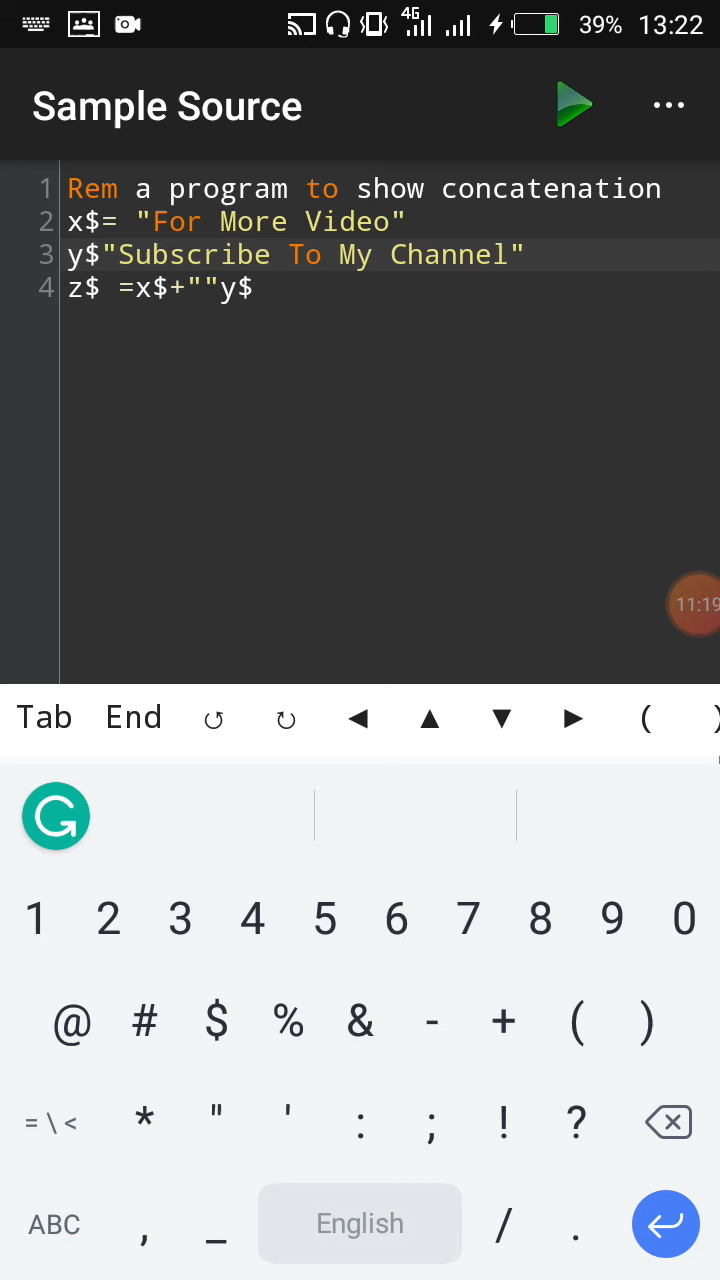 4G 39% 13:22
Sample Source
1 Rem a program to show concatenation
2 x$= "For More Video"
3 y$"Subscribe To My Channel"
4 z$ =x$+""y$
11:19
Tab End ↺ ↻ ◀ ▲ ▼ ▶ ( )
1 2 3 4 5 6 7 8 9 0
@ # $ % & - + ( )
= \ < * " ' : ; ! ?
ABC , _ English / .